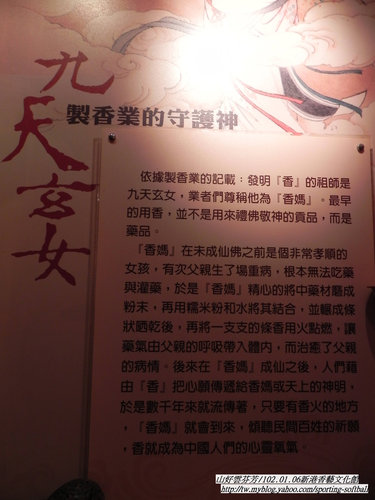 九天玄女
製香業的守護神
依據製香業的記載：發明『香』的祖師是
九天玄女，業者們尊稱他為『香媽』。最早
的用香，並不是用來禮佛敬神的貢品，而是
藥品。
『香媽』在未成仙佛之前是個非常孝順的
女孩，有次父親生了場重病，根本無法吃藥
與灌藥，於是『香媽』精心的將中藥材磨成
粉末，再用糯米粉和水將其結合，並輾成條
狀晒乾後，再將一支支的條香用火點燃，讓
藥氣由父親的呼吸帶入體內，而治癒了父親
的病情。後來在『香媽』成仙之後，人們藉
由『香』把心願傳遞給香媽或天上的神明，
於是數千年來就流傳著，只要有香火的地方
，『香媽』就會到來，傾聽民間百姓的祈願
，香就成為中國人們的心靈氧氣。
山好雲芬芳/102.01.06新港香藝文化館
http://tw.myblog.yahoo.com/sporting-softball